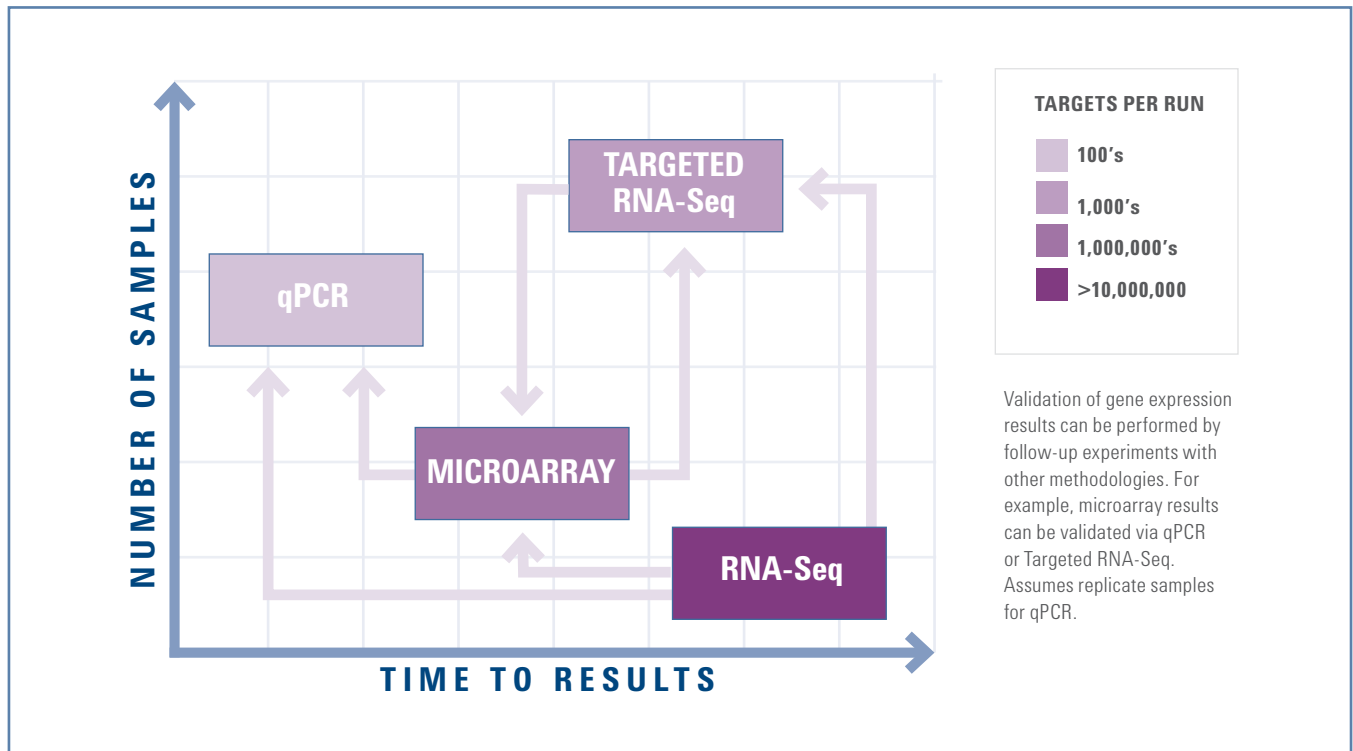 NUMBER OF SAMPLES
TARGETED
RNA-Seq
qPCR
MICROARRAY
RNA-Seq
TIME TO RESULTS
TARGETS PER RUN
100's
1,000's
1,000,000's
>10,000,000
Validation of gene expression
results can be performed by
follow-up experiments with
other methodologies. For
example, microarray results
can be validated via qPCR
or Targeted RNA-Seq.
Assumes replicate samples
for qPCR.